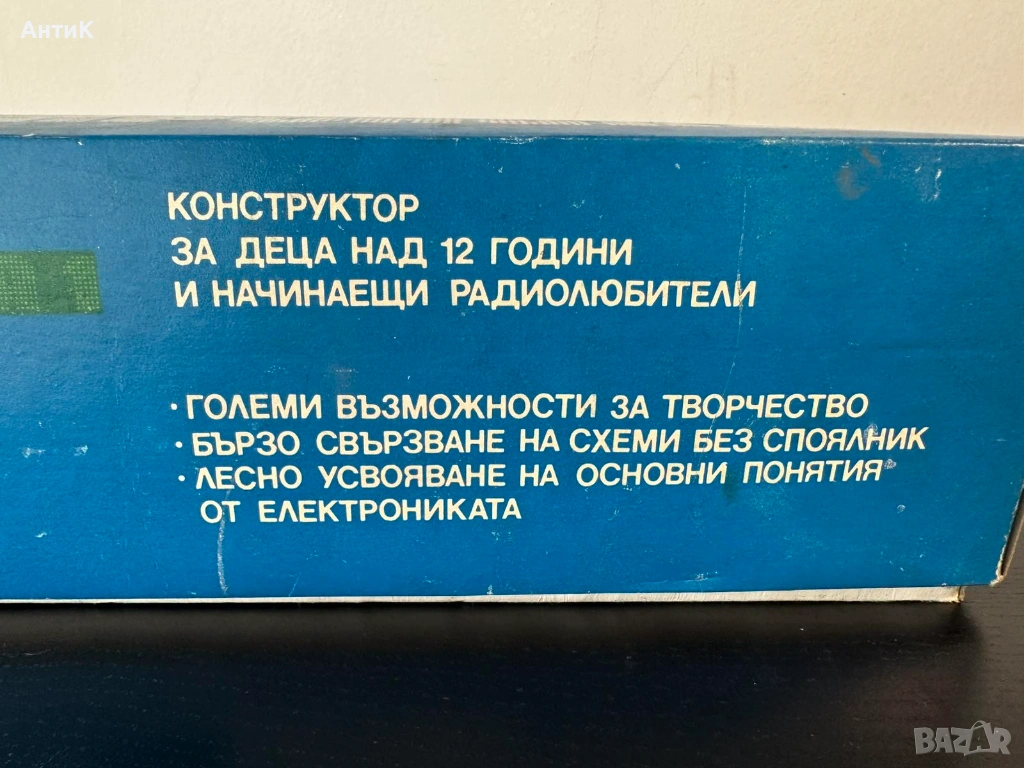 АнтиК
КОНСТРУКТОР
ЗА ДЕЦА НАД 12 ГОДИНИ
И НАЧИНАЕЩИ РАДИОЛЮБИТЕЛИ
· ГОЛЕМИ ВЪЗМОЖНОСТИ ЗА ТВОРЧЕСТВО
· БЪРЗО СВЪРЗВАНЕ НА СХЕМИ БЕЗ СПОЯЛНИК
· ЛЕСНО УСВОЯВАНЕ НА ОСНОВНИ ПОНЯТИЯ
ОТ ЕЛЕКТРОНИКАТА
BAZAR